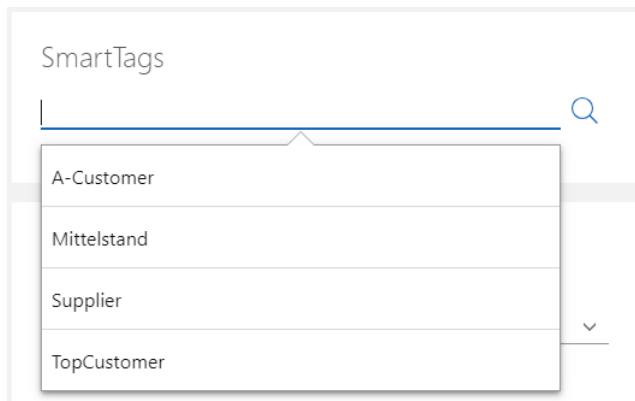 SmartTags
A-Customer
Mittelstand
Supplier
TopCustomer